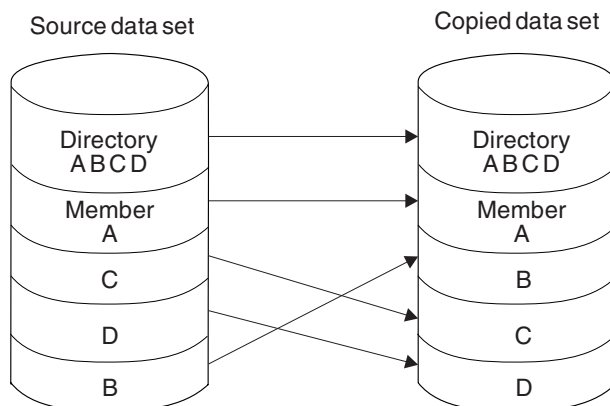 Source data set
Copied data set
Directory
A B C D
Member
A
C
D
B
Directory
A B C D
Member
A
B
C
D